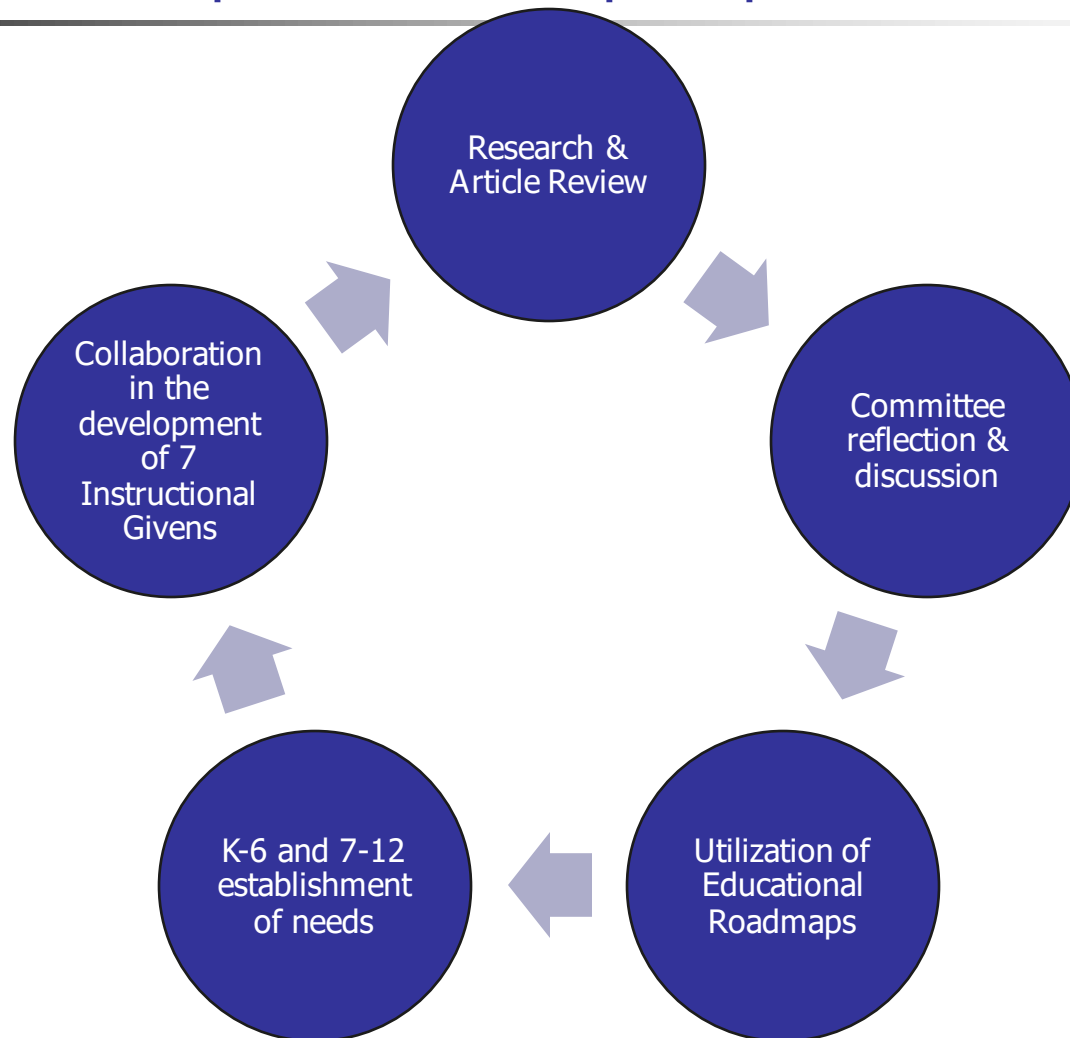 Research &
Article Review
Committee
reflection &
discussion
Utilization of
Educational
Roadmaps
K-6 and 7-12
establishment
of needs
Collaboration
in the
development
of 7
Instructional
Givens